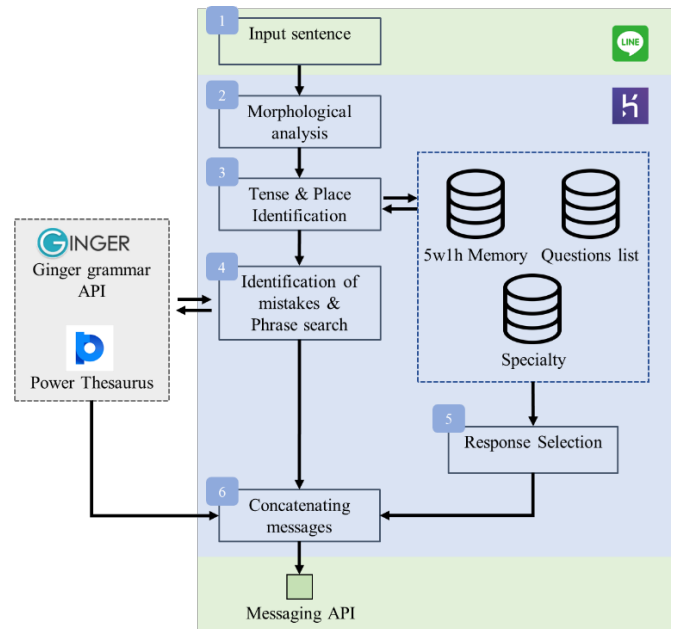 1
Input sentence
LINE
2
Morphological
analysis
3
Tense & Place
Identification
5w1h Memory
Questions list
Specialty
GINGER
Ginger grammar
API
Power Thesaurus
4
Identification of
mistakes &
Phrase search
5
Response Selection
6
Concatenating
messages
Messaging API